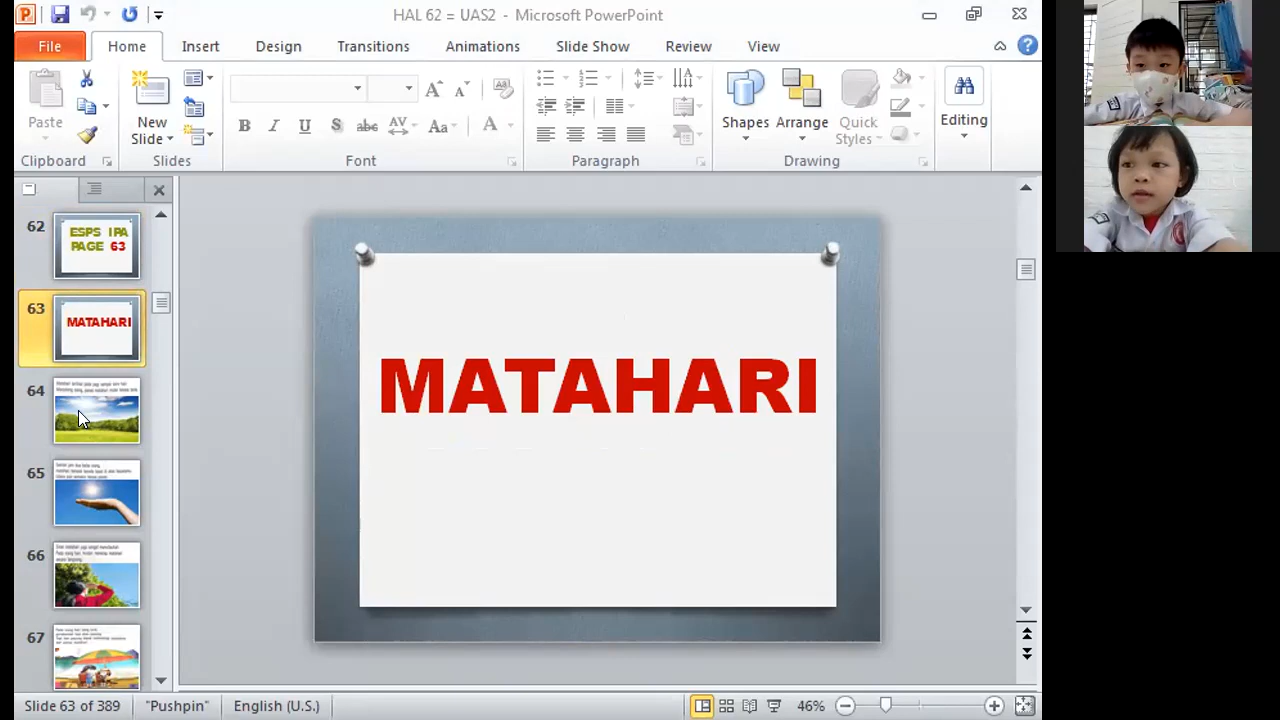 HAL 62 = UAS2 - Microsoft PowerPoint
File Home Insert Design Transitions Animations Slide Show Review View
Paste
New
Slide
Shapes Arrange Quick
Styles
Editing
Clipboard Slides Font Paragraph Drawing
62
ESPS IPA
PAGE 63
63
MATAHARI
64
65
66
67
MATAHARI
Slide 63 of 389 "Pushpin" English (U.S.) 46%